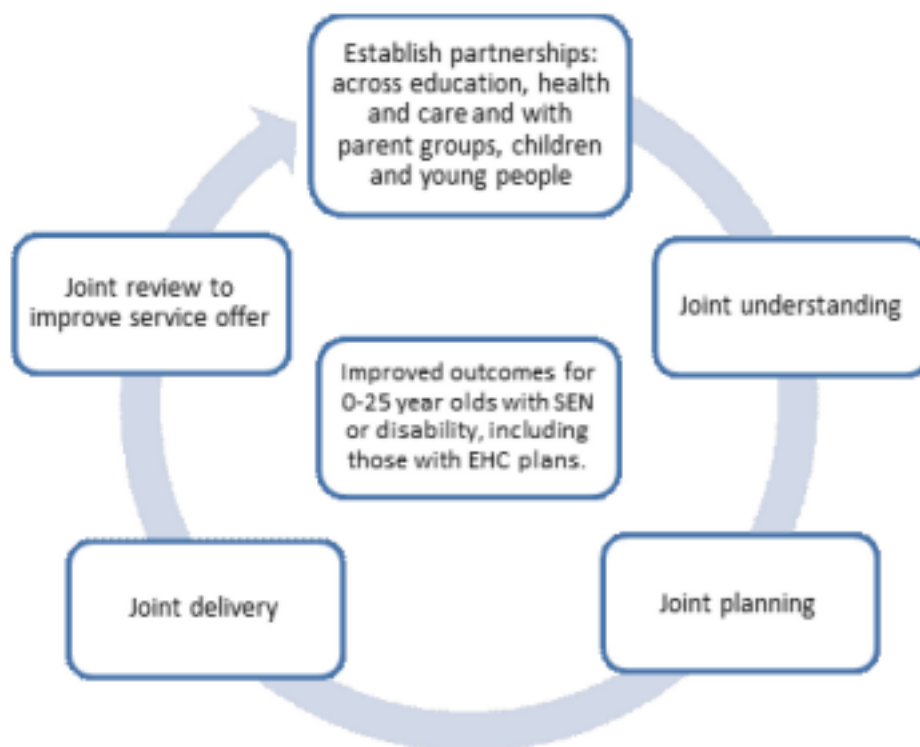 Establish partnerships:
across education, health
and care and with
parent groups, children
and young people
Joint understanding
Joint planning
Joint delivery
Joint review to
improve service offer
Improved outcomes for
0-25 year olds with SEN
or disability, including
those with EHC plans.